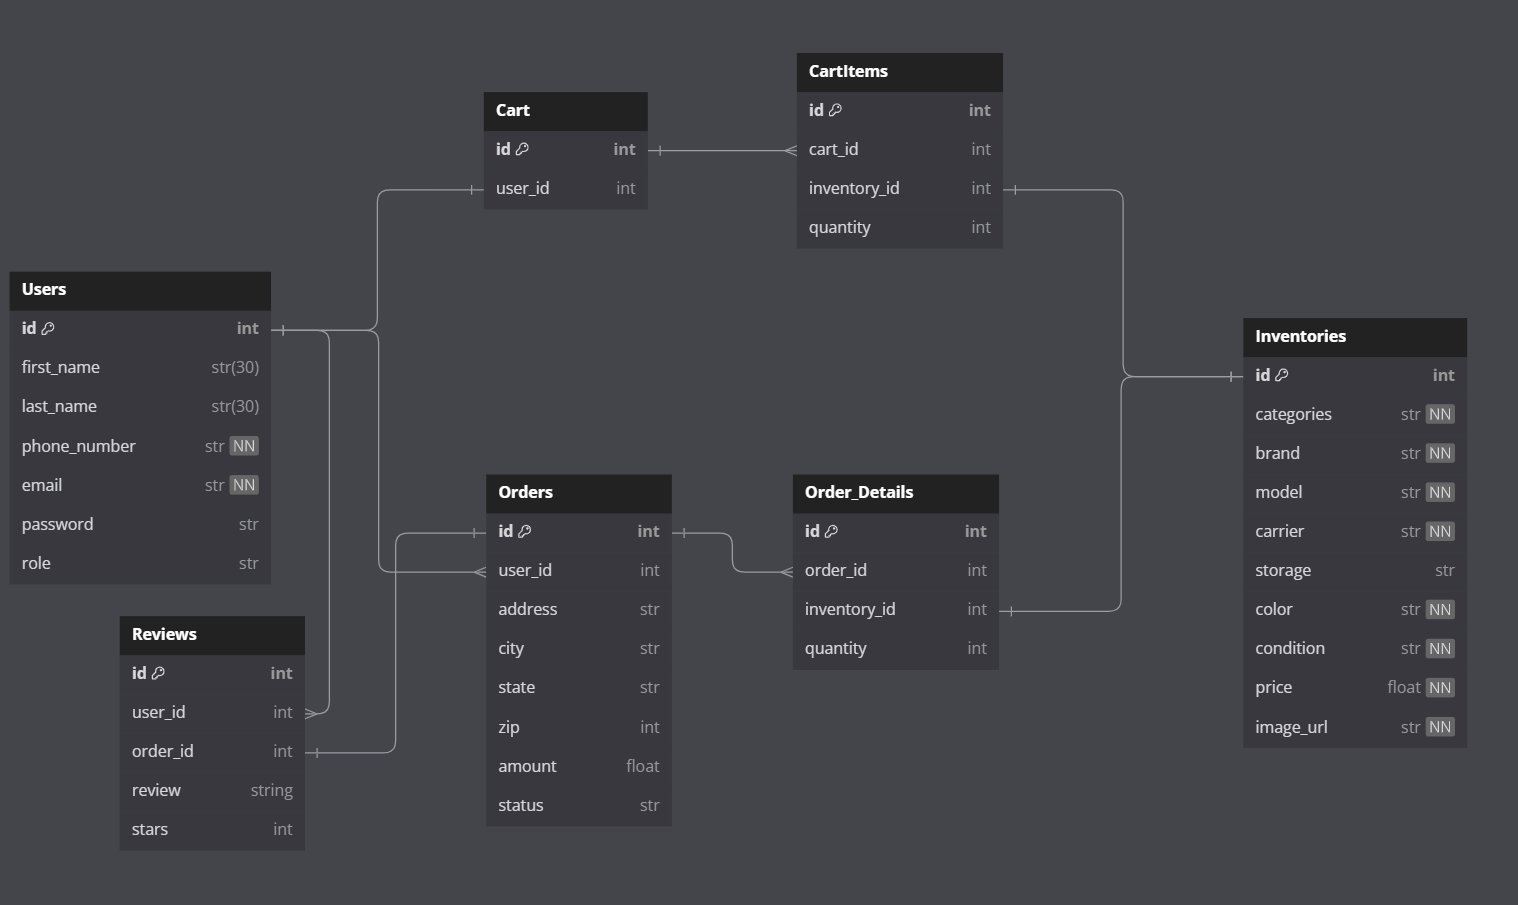 CartItems
id int
cart_id int
inventory_id int
quantity int
Cart
id int
user_id int
Users
id int
first_name str(30)
last_name str(30)
phone_number str NN
email str NN
password str
role str
Inventories
id int
categories str NN
brand str NN
model str NN
carrier str NN
storage str
color str NN
condition str NN
price float NN
image_url str NN
Orders
id int
user_id int
address str
city str
state str
zip int
amount float
status str
Order_Details
id int
order_id int
inventory_id int
quantity int
Reviews
id int
user_id int
order_id int
review string
stars int